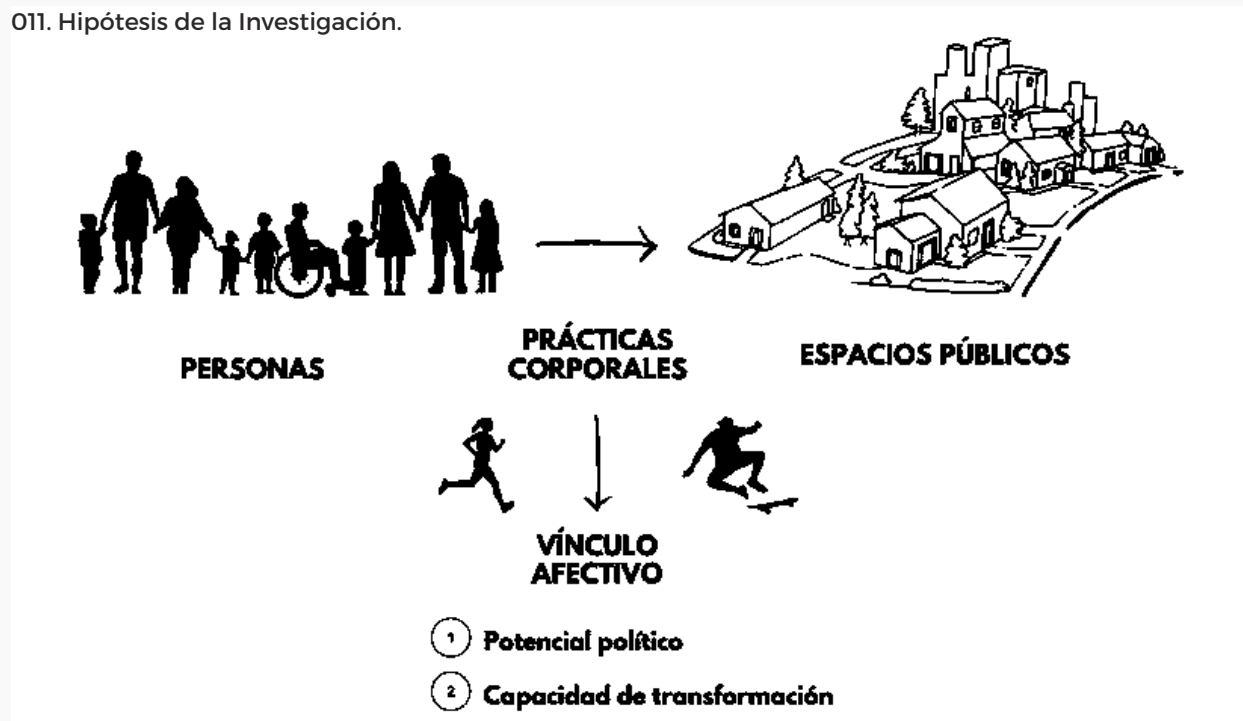 011. Hipótesis de la Investigación.
PERSONAS
PRÁCTICAS
CORPORALES
ESPACIOS PÚBLICOS
VÍNCULO
AFECTIVO
1 Potencial político
2 Capacidad de transformación